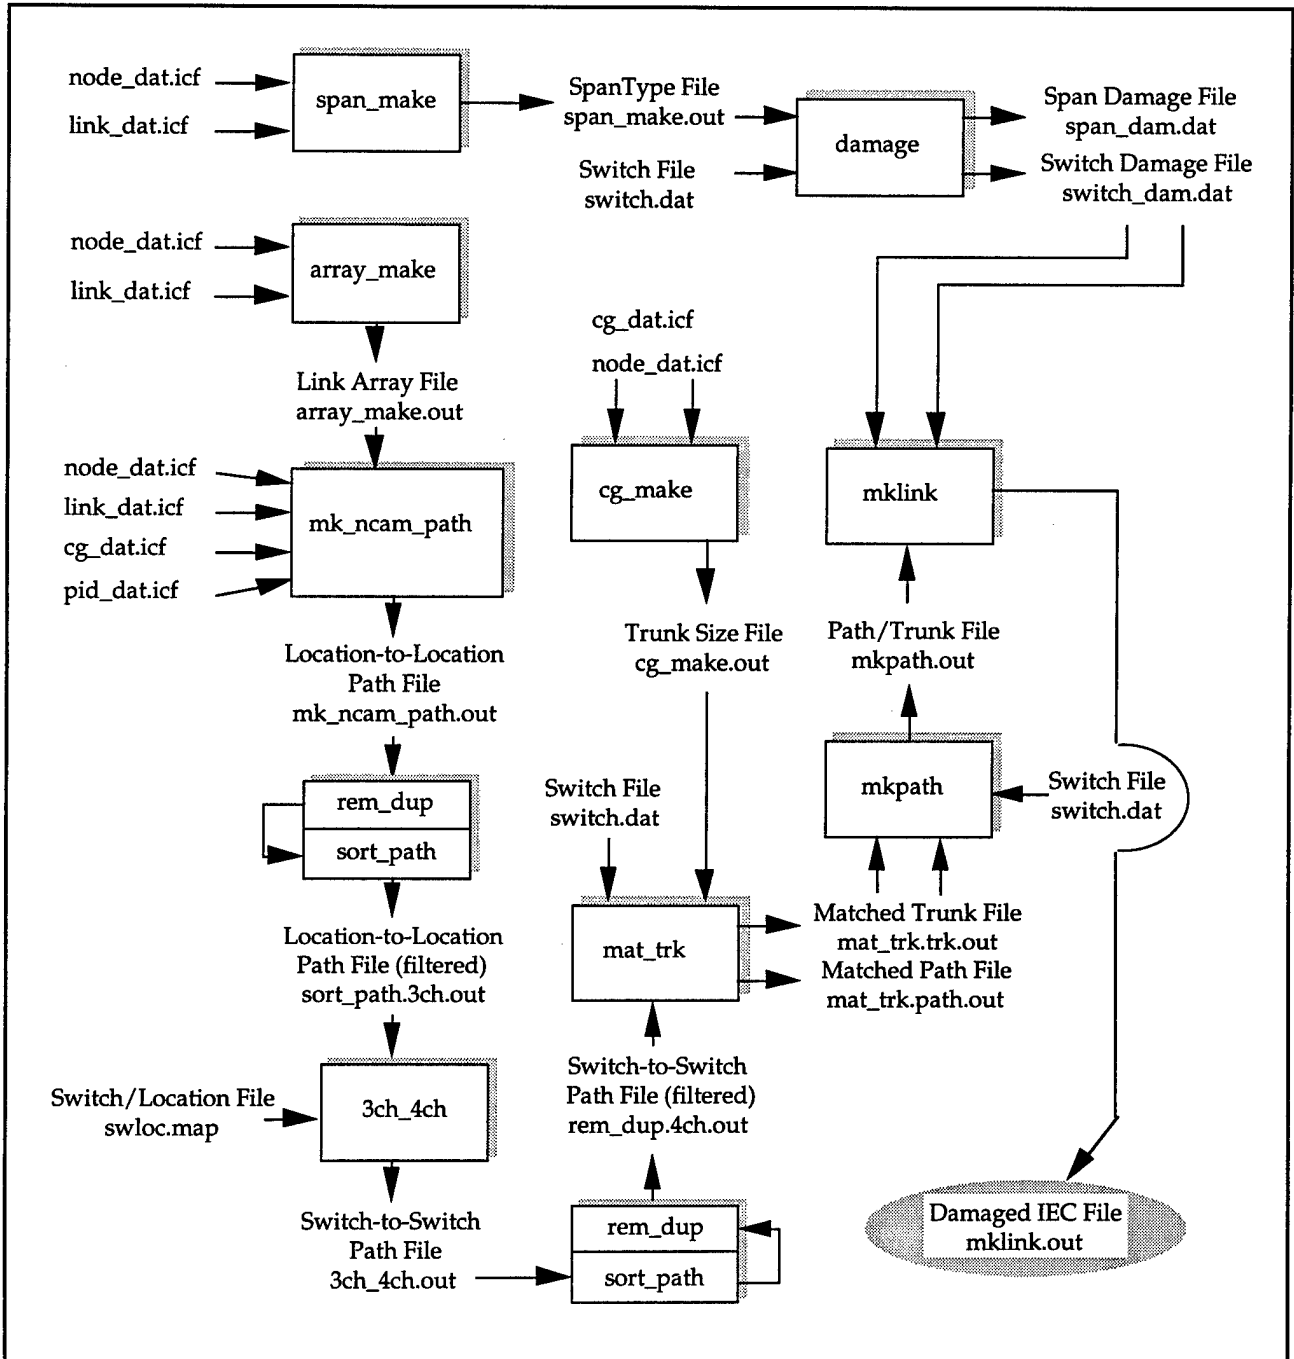 node_dat.icf
link_dat.icf
span_make
SpanType File
span_make.out
Switch File
switch.dat
damage
Span Damage File
span_dam.dat
Switch Damage File
switch_dam.dat
node_dat.icf
link_dat.icf
array_make
Link Array File
array_make.out
node_dat.icf
link_dat.icf
cg_dat.icf
pid_dat.icf
mk_ncam_path
Location-to-Location
Path File
mk_ncam_path.out
rem_dup
sort_path
Location-to-Location
Path File (filtered)
sort_path.3ch.out
Switch/Location File
swloc.map
3ch_4ch
Switch-to-Switch
Path File
3ch_4ch.out
cg_dat.icf
node_dat.icf
cg_make
Trunk Size File
cg_make.out
Switch File
switch.dat
mat_trk
Switch-to-Switch
Path File (filtered)
rem_dup.4ch.out
rem_dup
sort_path
mklink
Path/Trunk File
mkpath.out
mkpath
Switch File
switch.dat
Matched Trunk File
mat_trk.trk.out
Matched Path File
mat_trk.path.out
Damaged IEC File
mklink.out